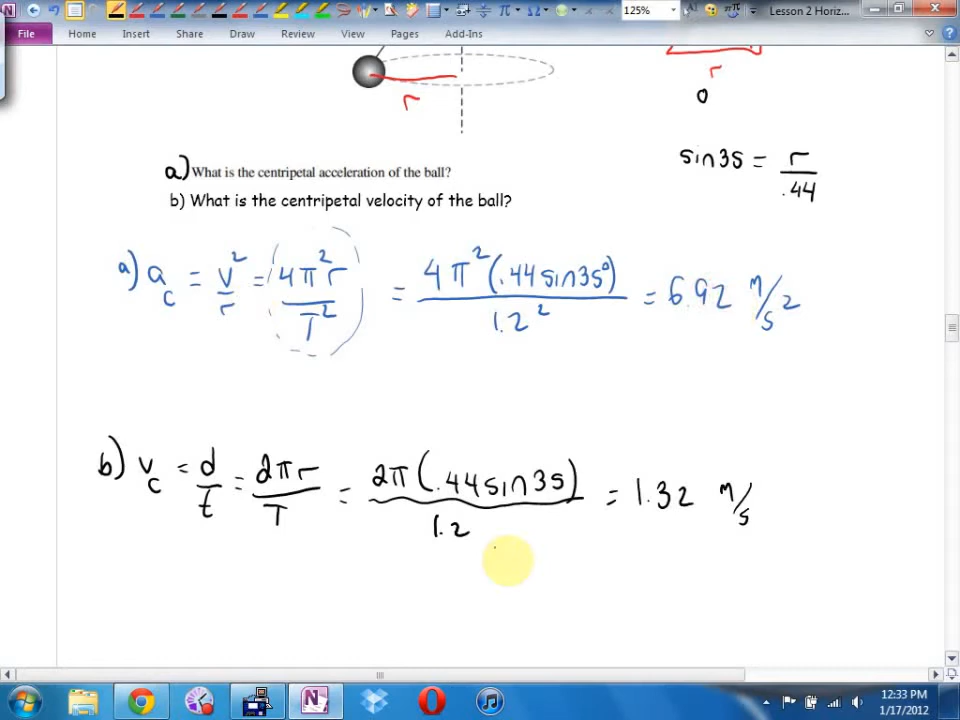 125%
Lesson 2 Horiz...
File Home Insert Share Draw Review View Pages Add-Ins
r
r
0
sin35 = r / .44
a) What is the centripetal acceleration of the ball?
b) What is the centripetal velocity of the ball?
a) a_c = v² / r = 4π²r / T² = 4π²(.44sin35°) / 1.2² = 6.92 m/s²
b) v_c = d / t = 2πr / T = 2π(.44sin35) / 1.2 = 1.32 m/s
12:33 PM
1/17/2012